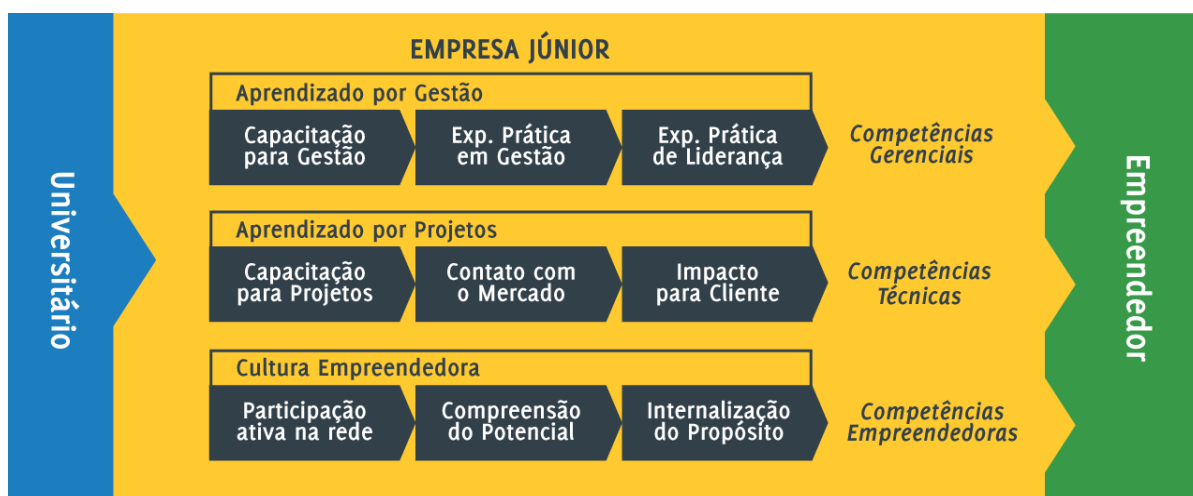 Universitário
EMPRESA JÚNIOR
Aprendizado por Gestão
Capacitação
para Gestão
Exp. Prática
em Gestão
Exp. Prática
de Liderança
Competências
Gerenciais
Aprendizado por Projetos
Capacitação
para Projetos
Contato com
o Mercado
Impacto
para Cliente
Competências
Técnicas
Cultura Empreendedora
Participação
ativa na rede
Compreensão
do Potencial
Internalização
do Propósito
Competências
Empreendedoras
Empreendedor